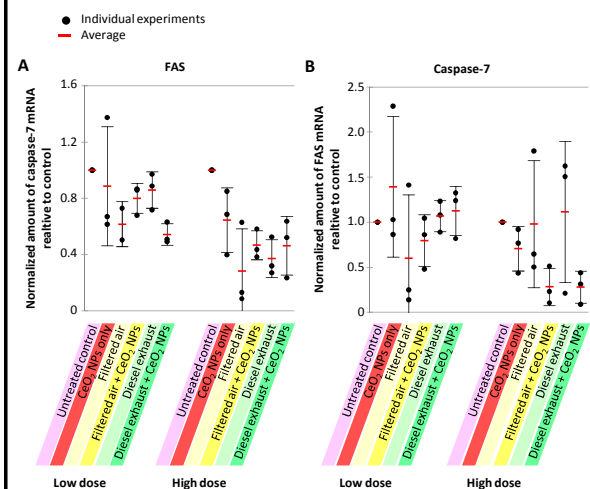 Individual experiments
Average
A
FAS
Normalized amount of caspase-7 mRNA
realtive to control
1.6
1.2
0.8
0.4
0
Untreated control
CeO2 NPs only
Filtered air
Filtered air + CeO2 NPs
Diesel exhaust
Diesel exhaust + CeO2 NPs
Untreated control
CeO2 NPs only
Filtered air
Filtered air + CeO2 NPs
Diesel exhaust
Diesel exhaust + CeO2 NPs
Low dose
High dose
B
Caspase-7
Normalized amount of FAS mRNA
realtive to control
2.5
2.0
1.5
1.0
0.5
0
Untreated control
CeO2 NPs only
Filtered air
Filtered air + CeO2 NPs
Diesel exhaust
Diesel exhaust + CeO2 NPs
Untreated control
CeO2 NPs only
Filtered air
Filtered air + CeO2 NPs
Diesel exhaust
Diesel exhaust + CeO2 NPs
Low dose
High dose